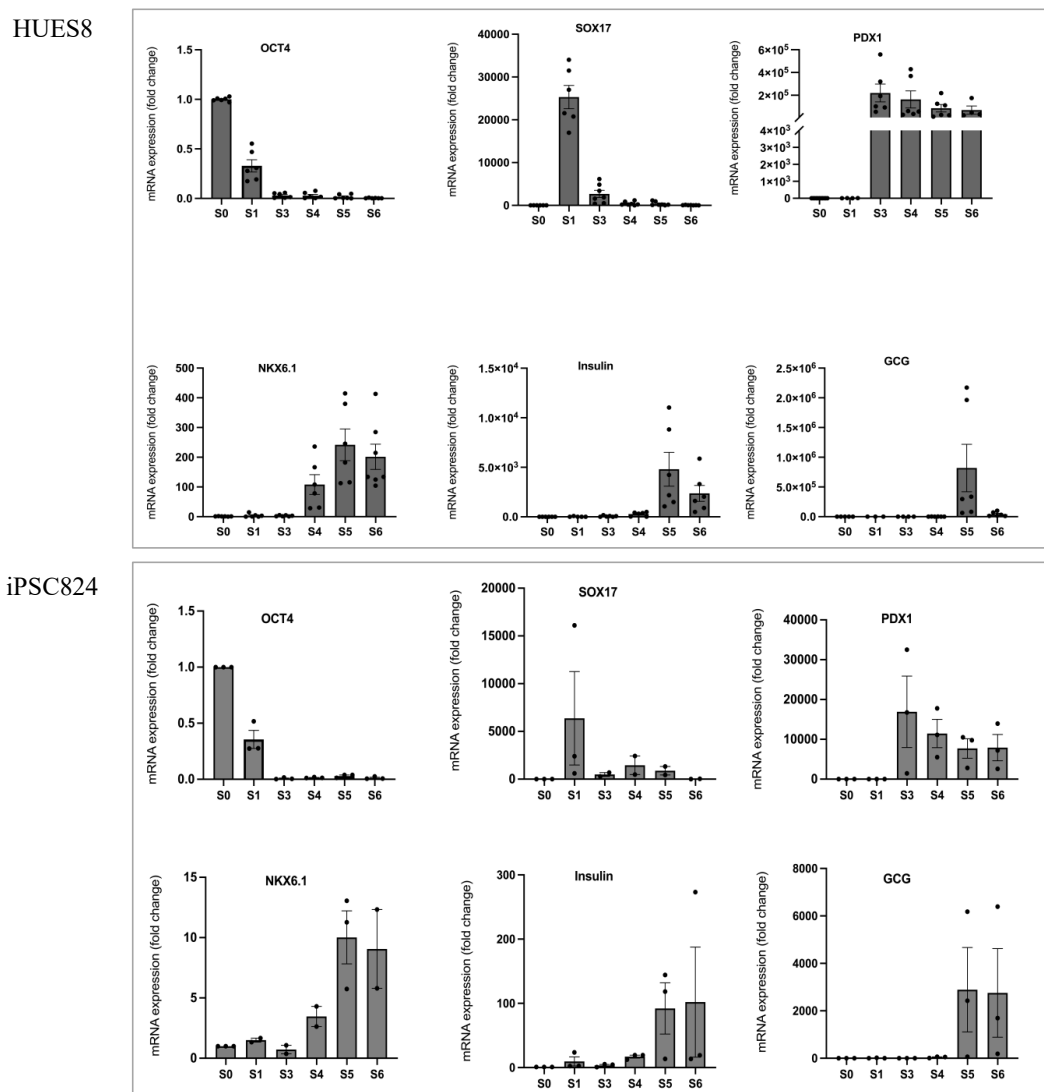 HUES8
OCT4
mRNA expression (fold change)
1.5
1.0
0.5
0.0
S0 S1 S3 S4 S5 S6
SOX17
mRNA expression (fold change)
40000
30000
20000
10000
0
S0 S1 S3 S4 S5 S6
PDX1
mRNA expression (fold change)
6×10⁵
4×10⁵
2×10⁵
4×10³
3×10³
2×10³
1×10³
0
S0 S1 S3 S4 S5 S6
NKX6.1
mRNA expression (fold change)
500
400
300
200
100
0
S0 S1 S3 S4 S5 S6
Insulin
mRNA expression (fold change)
1.5×10⁴
1.0×10⁴
5.0×10³
0.0
S0 S1 S3 S4 S5 S6
GCG
mRNA expression (fold change)
2.5×10⁶
2.0×10⁶
1.5×10⁶
1.0×10⁶
5.0×10⁵
0.0
S0 S1 S3 S4 S5 S6
iPSC824
OCT4
mRNA expression (fold change)
1.5
1.0
0.5
0.0
S0 S1 S3 S4 S5 S6
SOX17
mRNA expression (fold change)
20000
15000
10000
5000
0
S0 S1 S3 S4 S5 S6
PDX1
mRNA expression (fold change)
40000
30000
20000
10000
0
S0 S1 S3 S4 S5 S6
NKX6.1
mRNA expression (fold change)
15
10
5
0
S0 S1 S3 S4 S5 S6
Insulin
mRNA expression (fold change)
300
200
100
0
S0 S1 S3 S4 S5 S6
GCG
mRNA expression (fold change)
8000
6000
4000
2000
0
S0 S1 S3 S4 S5 S6